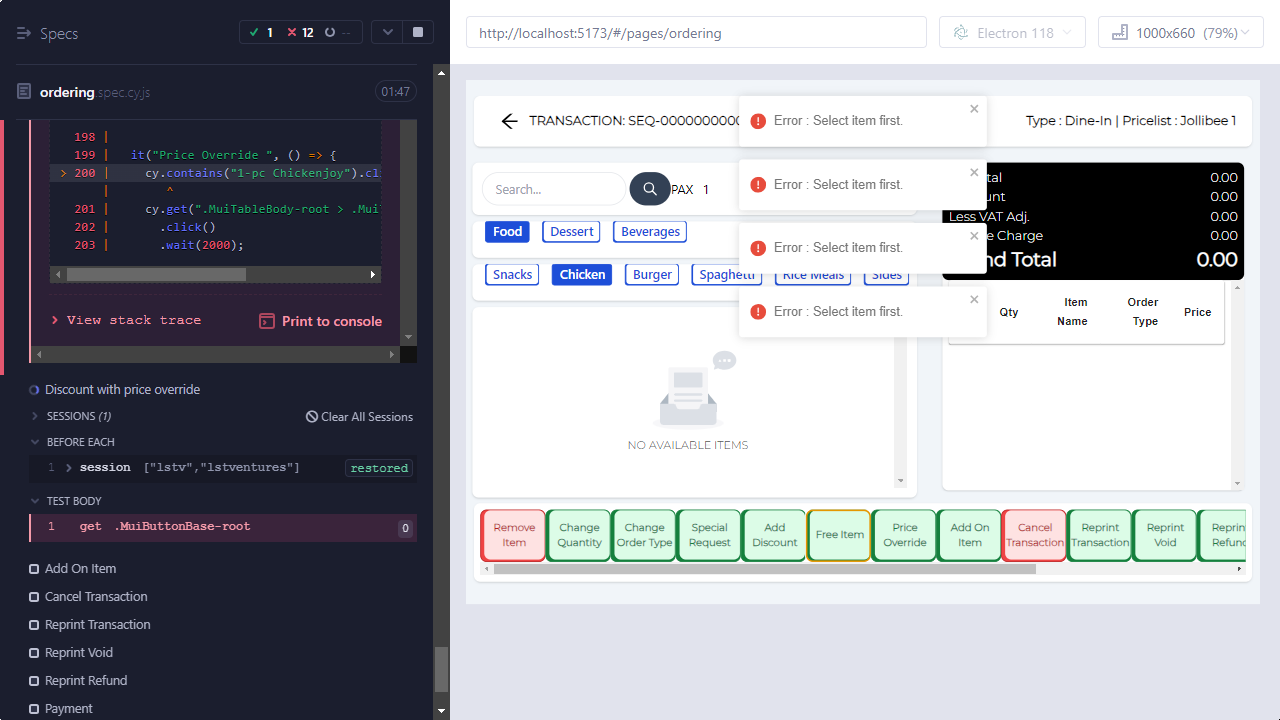 Specs
1
12
--
ordering.spec.cy.js
01:47
198 |
199 | it("Price Override ", () => {
> 200 | cy.contains("1-pc Chickenjoy").cli
| ^
201 | cy.get(".MuiTableBody-root > .Mui
202 | .click()
203 | .wait(2000);
View stack trace
Print to console
Discount with price override
SESSIONS (1)
Clear All Sessions
BEFORE EACH
1 session ["lstv","lstventures"] restored
TEST BODY
1 get .MuiButtonBase-root 0
Add On Item
Cancel Transaction
Reprint Transaction
Reprint Void
Reprint Refund
Payment
http://localhost:5173/#/pages/ordering
Electron 118
1000x660 (79%)
TRANSACTION: SEQ-0000000000
Type : Dine-In | Pricelist : Jollibee 1
Error : Select item first.
Error : Select item first.
Error : Select item first.
Error : Select item first.
Search...
PAX 1
Food
Dessert
Beverages
Snacks
Chicken
Burger
Spaghetti
Rice Meals
Sides
NO AVAILABLE ITEMS
tal 0.00
unt 0.00
Less VAT Adj. 0.00
e Charge 0.00
nd Total 0.00
Qty
Item Name
Order Type
Price
Remove Item
Change Quantity
Change Order Type
Special Request
Add Discount
Free Item
Price Override
Add On Item
Cancel Transaction
Reprint Transaction
Reprint Void
Reprin Refunc